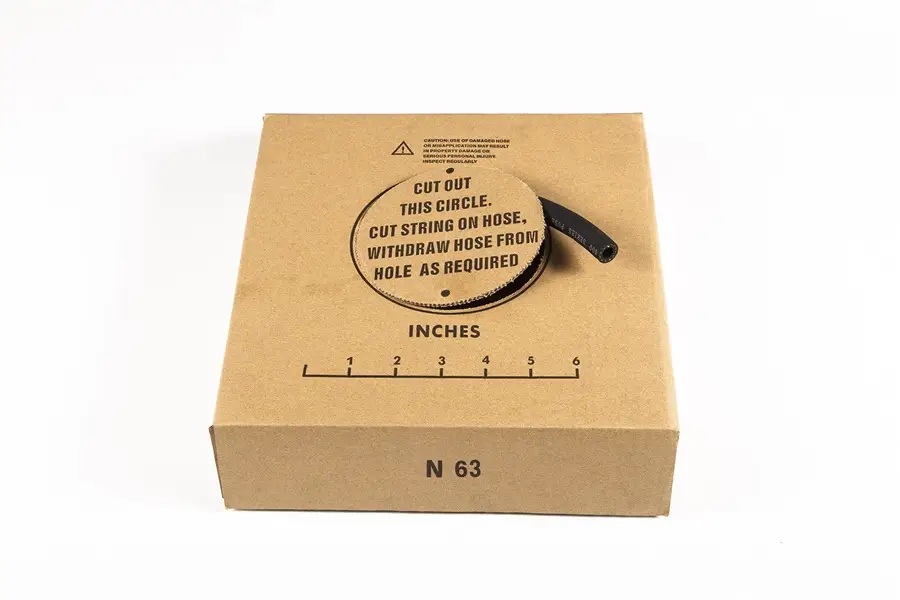 CAUTION: USE OF DAMAGED HOSE
OR MISAPPLICATION MAY RESULT
IN PROPERTY DAMAGE OR
SERIOUS PERSONAL INJURY.
INSPECT REGULARLY
CUT OUT
THIS CIRCLE.
CUT STRING ON HOSE,
WITHDRAW HOSE FROM
HOLE AS REQUIRED
INCHES
1 2 3 4 5 6
N 63